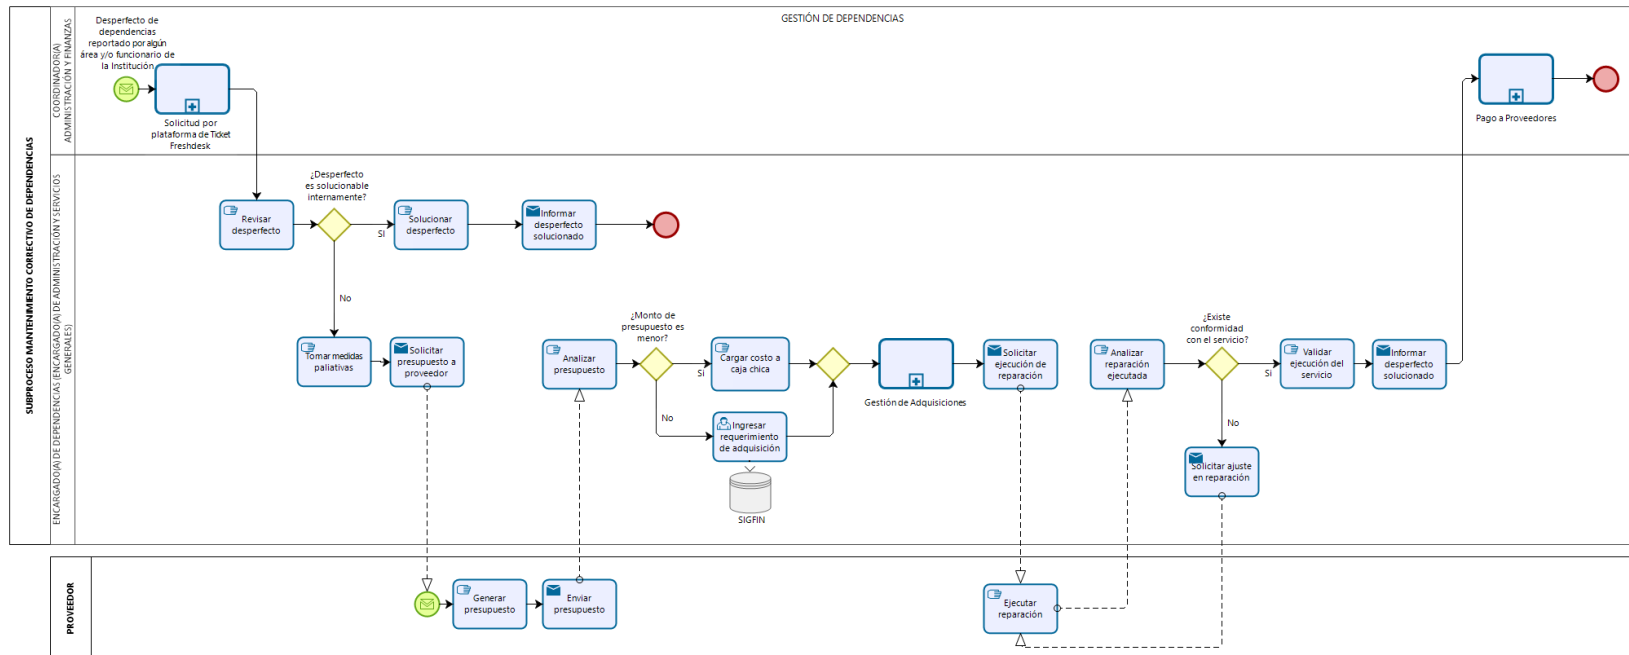 GESTIÓN DE DEPENDENCIAS
SUBPROCESO MANTENIMIENTO CORRECTIVO DE DEPENDENCIAS
COORDINADOR(A)
ADMINISTRACIÓN Y FINANZAS
Desperfecto de
dependencias
reportado por algún
área y/o funcionario de
la Institución
Solicitud por
plataforma de Ticket
Freshdesk
Pago a Proveedores
ENCARGADO(A) DE DEPENDENCIAS (ENCARGADO(A) DE ADMINISTRACIÓN Y SERVICIOS
GENERALES)
Revisar
desperfecto
¿Desperfecto
es solucionable
internamente?
Si
Solucionar
desperfecto
Informar
desperfecto
solucionado
No
Tomar medidas
paliativas
Solicitar
presupuesto a
proveedor
Analizar
presupuesto
¿Monto de
presupuesto es
menor?
Si
Cargar costo a
caja chica
No
Ingresar
requerimiento
de adquisición
SIGFIN
Gestión de Adquisiciones
Solicitar
ejecución de
reparación
Analizar
reparación
ejecutada
¿Existe
conformidad
con el servicio?
Si
Validar
ejecución del
servicio
Informar
desperfecto
solucionado
No
Solicitar ajuste
en reparación
PROVEEDOR
Generar
presupuesto
Enviar
presupuesto
Ejecutar
reparación